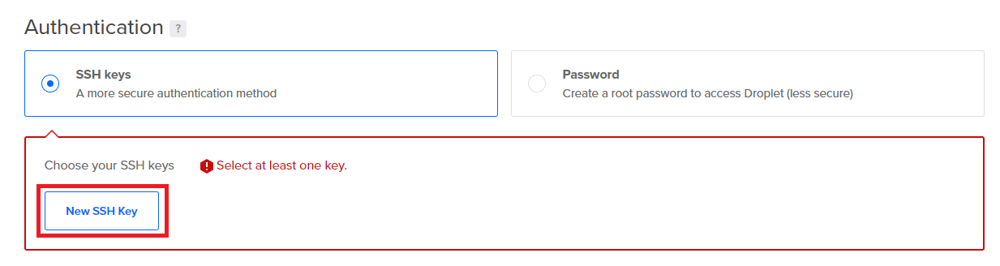 Authentication ?
SSH keys
A more secure authentication method
Password
Create a root password to access Droplet (less secure)
Choose your SSH keys
Select at least one key.
New SSH Key